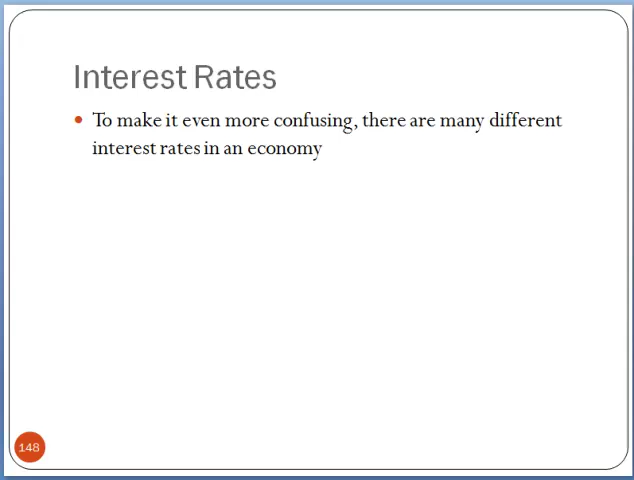 Interest Rates
• To make it even more confusing, there are many different
interest rates in an economy
148